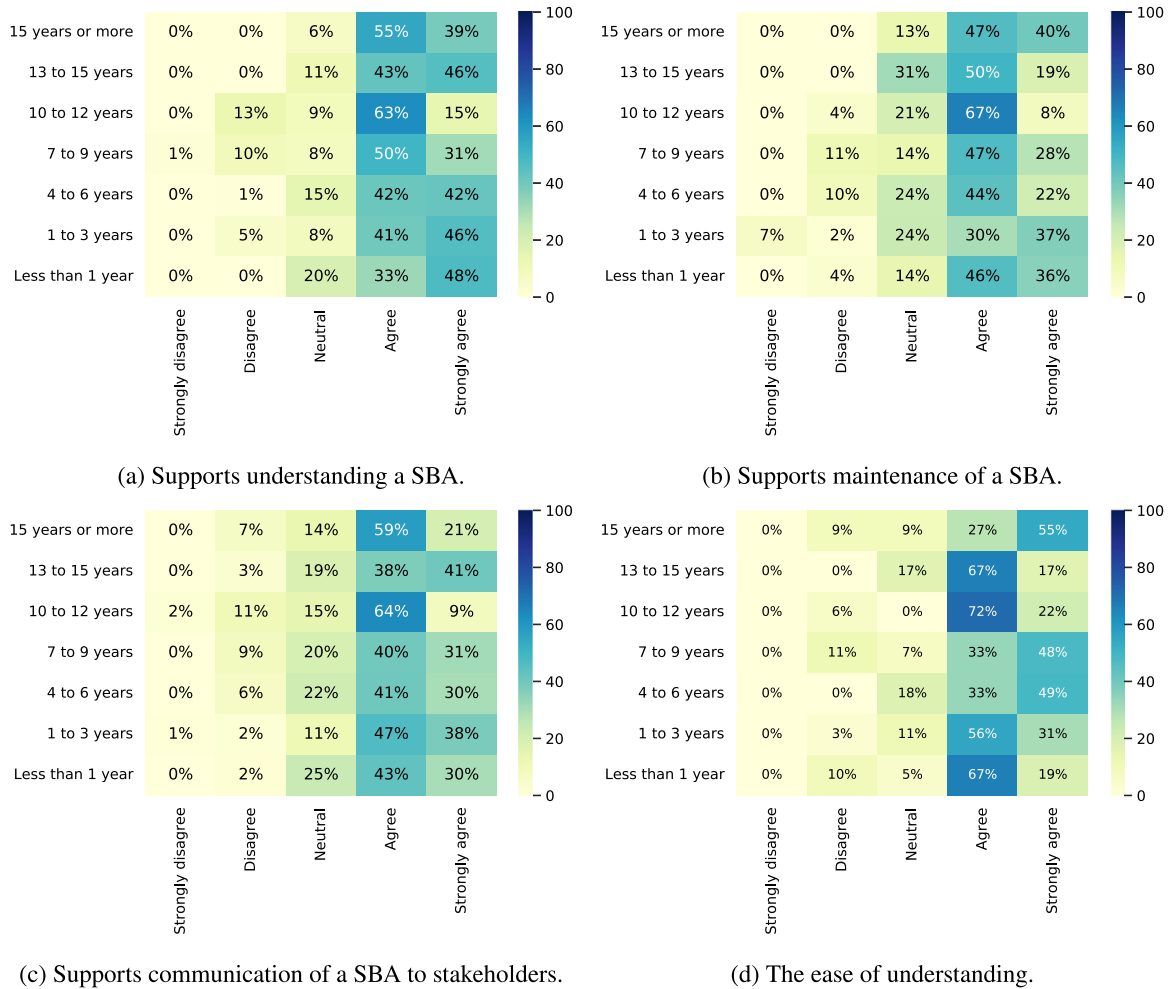 15 years or more 0% 0% 6% 55% 39%
13 to 15 years 0% 0% 11% 43% 46%
10 to 12 years 0% 13% 9% 63% 15%
7 to 9 years 1% 10% 8% 50% 31%
4 to 6 years 0% 1% 15% 42% 42%
1 to 3 years 0% 5% 8% 41% 46%
Less than 1 year 0% 0% 20% 33% 48%
Strongly disagree Disagree Neutral Agree Strongly agree
100
80
60
40
20
0
(a) Supports understanding a SBA.
15 years or more 0% 0% 13% 47% 40%
13 to 15 years 0% 0% 31% 50% 19%
10 to 12 years 0% 4% 21% 67% 8%
7 to 9 years 0% 11% 14% 47% 28%
4 to 6 years 0% 10% 24% 44% 22%
1 to 3 years 7% 2% 24% 30% 37%
Less than 1 year 0% 4% 14% 46% 36%
Strongly disagree Disagree Neutral Agree Strongly agree
100
80
60
40
20
0
(b) Supports maintenance of a SBA.
15 years or more 0% 7% 14% 59% 21%
13 to 15 years 0% 3% 19% 38% 41%
10 to 12 years 2% 11% 15% 64% 9%
7 to 9 years 0% 9% 20% 40% 31%
4 to 6 years 0% 6% 22% 41% 30%
1 to 3 years 1% 2% 11% 47% 38%
Less than 1 year 0% 2% 25% 43% 30%
Strongly disagree Disagree Neutral Agree Strongly agree
100
80
60
40
20
0
(c) Supports communication of a SBA to stakeholders.
15 years or more 0% 9% 9% 27% 55%
13 to 15 years 0% 0% 17% 67% 17%
10 to 12 years 0% 6% 0% 72% 22%
7 to 9 years 0% 11% 7% 33% 48%
4 to 6 years 0% 0% 18% 33% 49%
1 to 3 years 0% 3% 11% 56% 31%
Less than 1 year 0% 10% 5% 67% 19%
Strongly disagree Disagree Neutral Agree Strongly agree
100
80
60
40
20
0
(d) The ease of understanding.